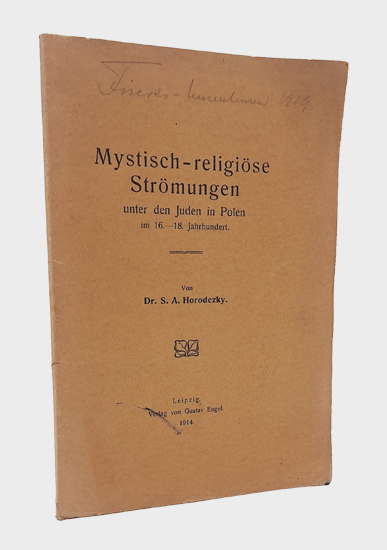 1919
Mystisch-religiöse
Strömungen
unter den Juden in Polen
im 16.—18. Jahrhundert.
Von
Dr. S. A. Horodezky.
Leipzig.
Verlag von Gustav Engel.
1914.